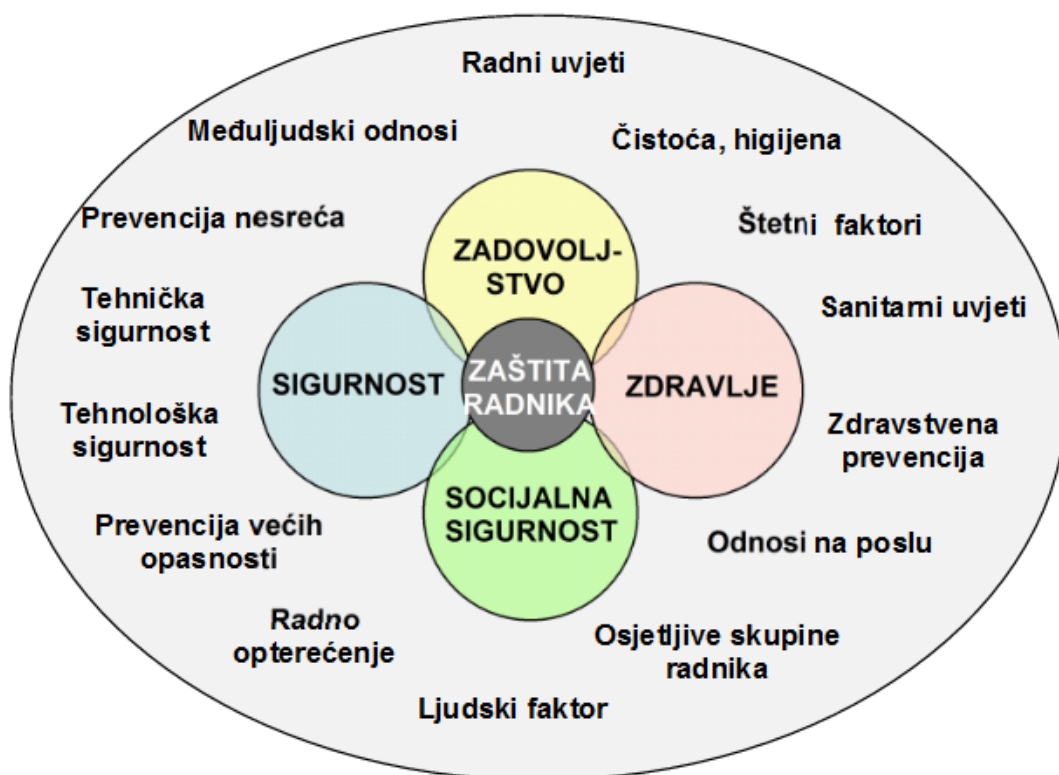 Radni uvjeti
Međuljudski odnosi
Čistoća, higijena
Prevencija nesreća
Štetni faktori
ZADOVOLJ-
STVO
Tehnička
sigurnost
Sanitarni uvjeti
SIGURNOST
ZAŠTITA
RADNIKA
ZDRAVLJE
Tehnološka
sigurnost
Zdravstvena
prevencija
SOCIJALNA
SIGURNOST
Prevencija većih
opasnosti
Odnosi na poslu
Radno
opterećenje
Osjetljive skupine
radnika
Ljudski faktor